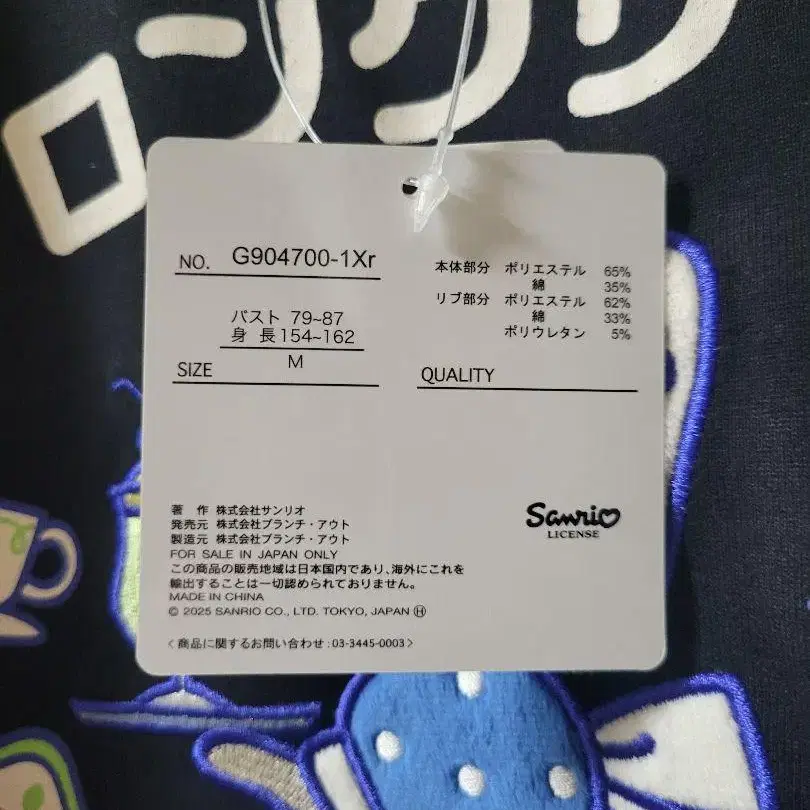 ロンクリ
NO. G904700-1Xr
バスト 79~87
身 長 154~162
SIZE M
本体部分 ポリエステル 65%
綿 35%
リブ部分 ポリエステル 62%
綿 33%
ポリウレタン 5%
QUALITY
著 作 株式会社サンリオ
発売元 株式会社ブランチ・アウト
製造元 株式会社ブランチ・アウト
FOR SALE IN JAPAN ONLY
この商品の販売地域は日本国内であり、海外にこれを
輸出することは一切認められておりません。
MADE IN CHINA
© 2025 SANRIO CO., LTD. TOKYO, JAPAN Ⓗ
〈商品に関するお問い合わせ:03-3445-0003〉
Sanrio
LICENSE